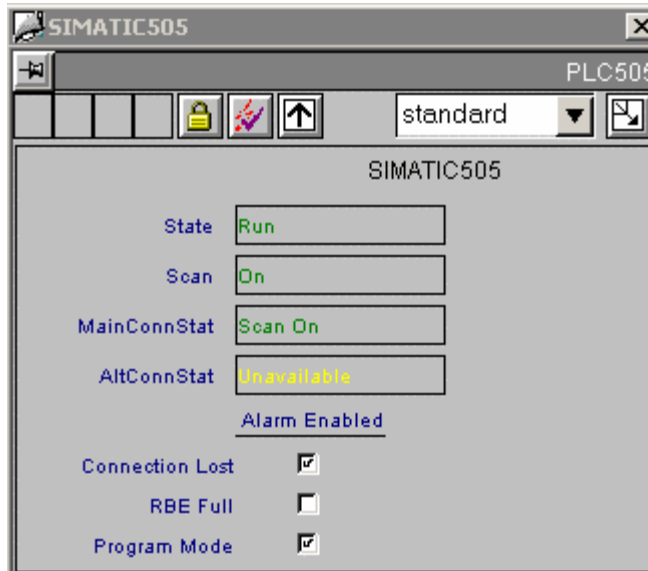 SIMATIC505
PLC505
standard
SIMATIC505
State Run
Scan On
MainConnStat Scan On
AltConnStat Unavailable
Alarm Enabled
Connection Lost
RBE Full
Program Mode